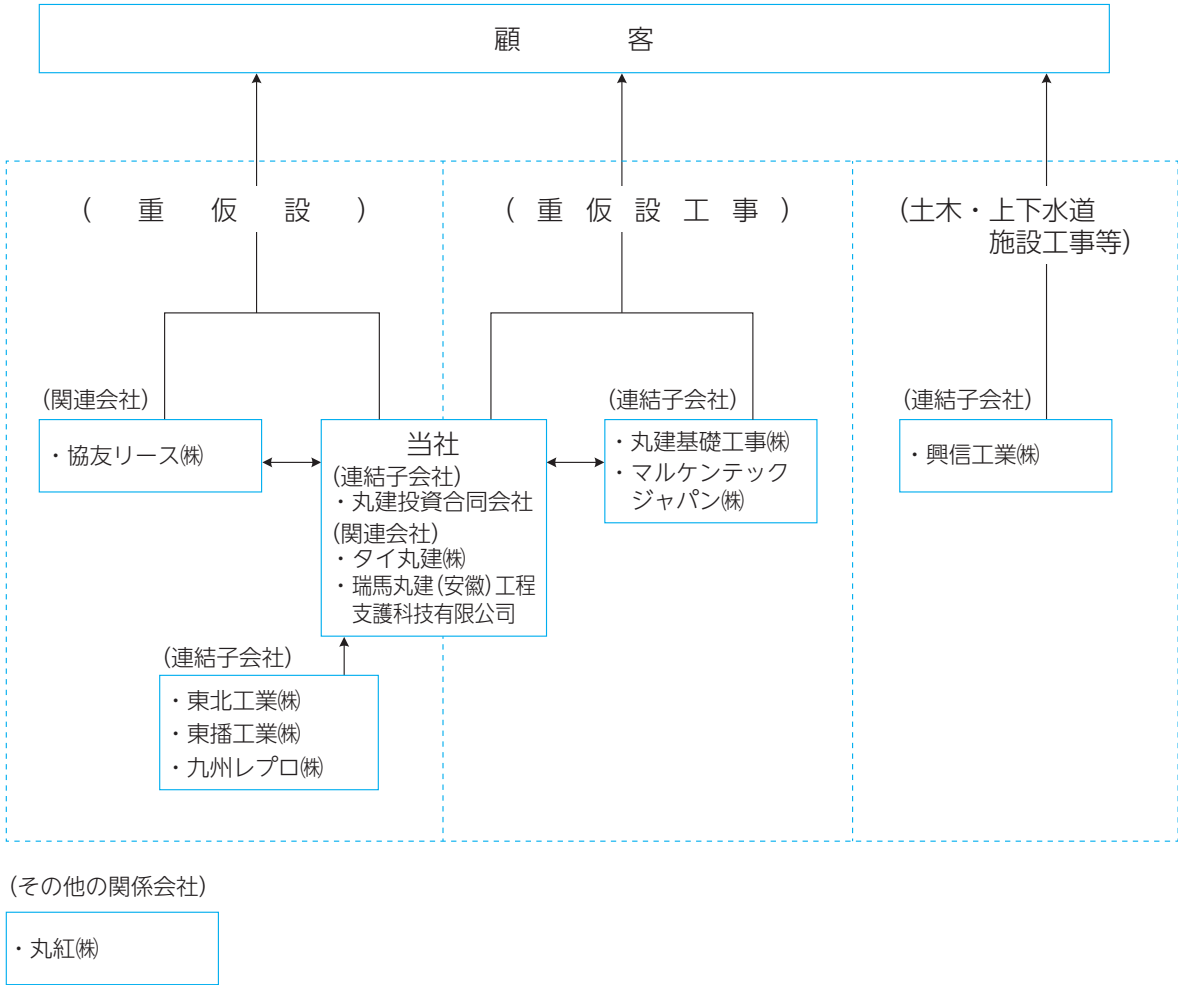 顧客
(重仮設)
(重仮設工事)
(土木・上下水道
施設工事等)
(関連会社)
・協友リース㈱
当社
(連結子会社)
・丸建投資合同会社
(関連会社)
・タイ丸建㈱
・瑞馬丸建(安徽)工程
支護科技有限公司
(連結子会社)
・丸建基礎工事㈱
・マルケンテック
ジャパン㈱
(連結子会社)
・興信工業㈱
(連結子会社)
・東北工業㈱
・東播工業㈱
・九州レプロ㈱
(その他の関係会社)
・丸紅㈱